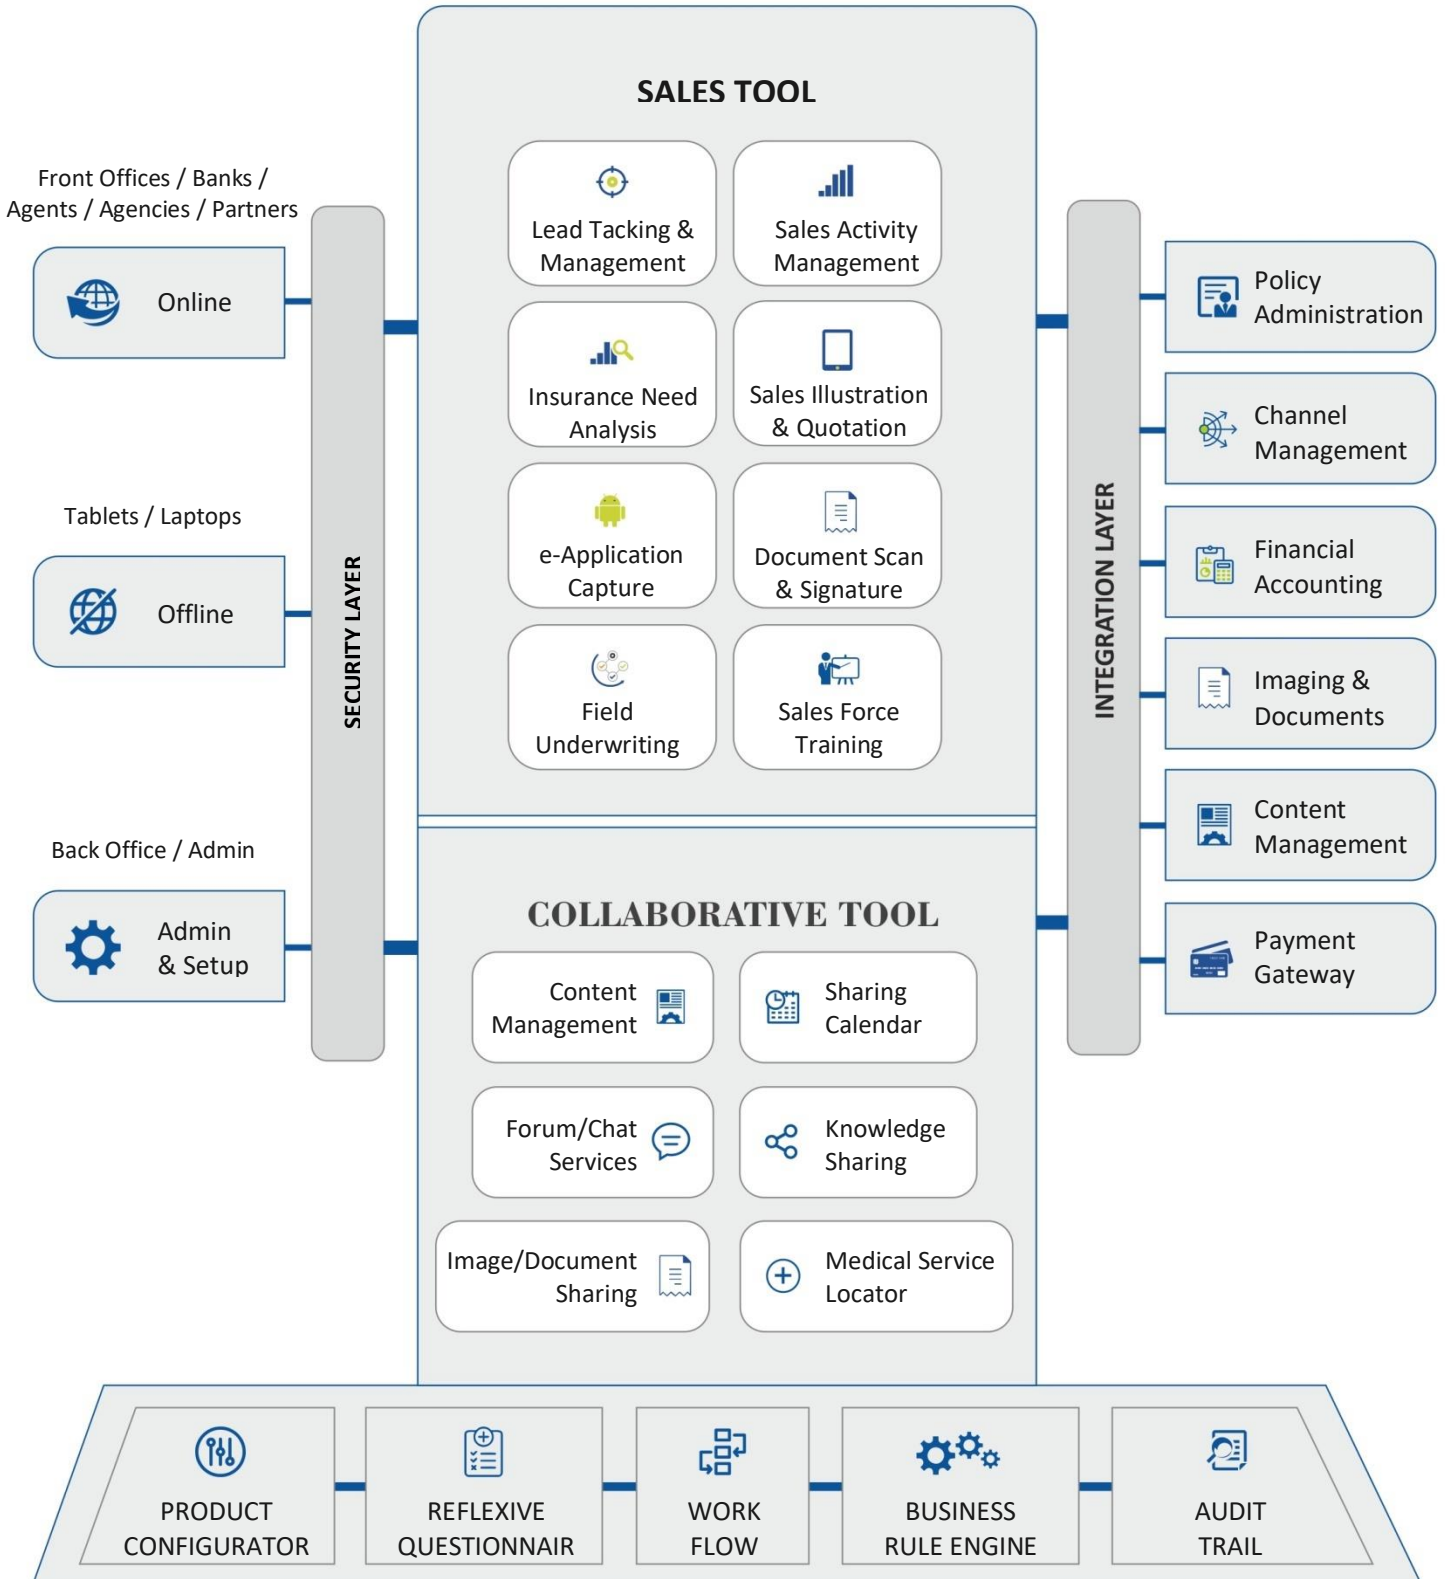 SALES TOOL
Front Offices / Banks /
Agents / Agencies / Partners
Online
Tablets / Laptops
Offline
Back Office / Admin
Admin
& Setup
SECURITY LAYER
Lead Tacking &
Management
Sales Activity
Management
Insurance Need
Analysis
Sales Illustration
& Quotation
e-Application
Capture
Document Scan
& Signature
Field
Underwriting
Sales Force
Training
COLLABORATIVE TOOL
Content
Management
Sharing
Calendar
Forum/Chat
Services
Knowledge
Sharing
Image/Document
Sharing
Medical Service
Locator
INTEGRATION LAYER
Policy
Administration
Channel
Management
Financial
Accounting
Imaging &
Documents
Content
Management
Payment
Gateway
PRODUCT
CONFIGURATOR
REFLEXIVE
QUESTIONNAIR
WORK
FLOW
BUSINESS
RULE ENGINE
AUDIT
TRAIL